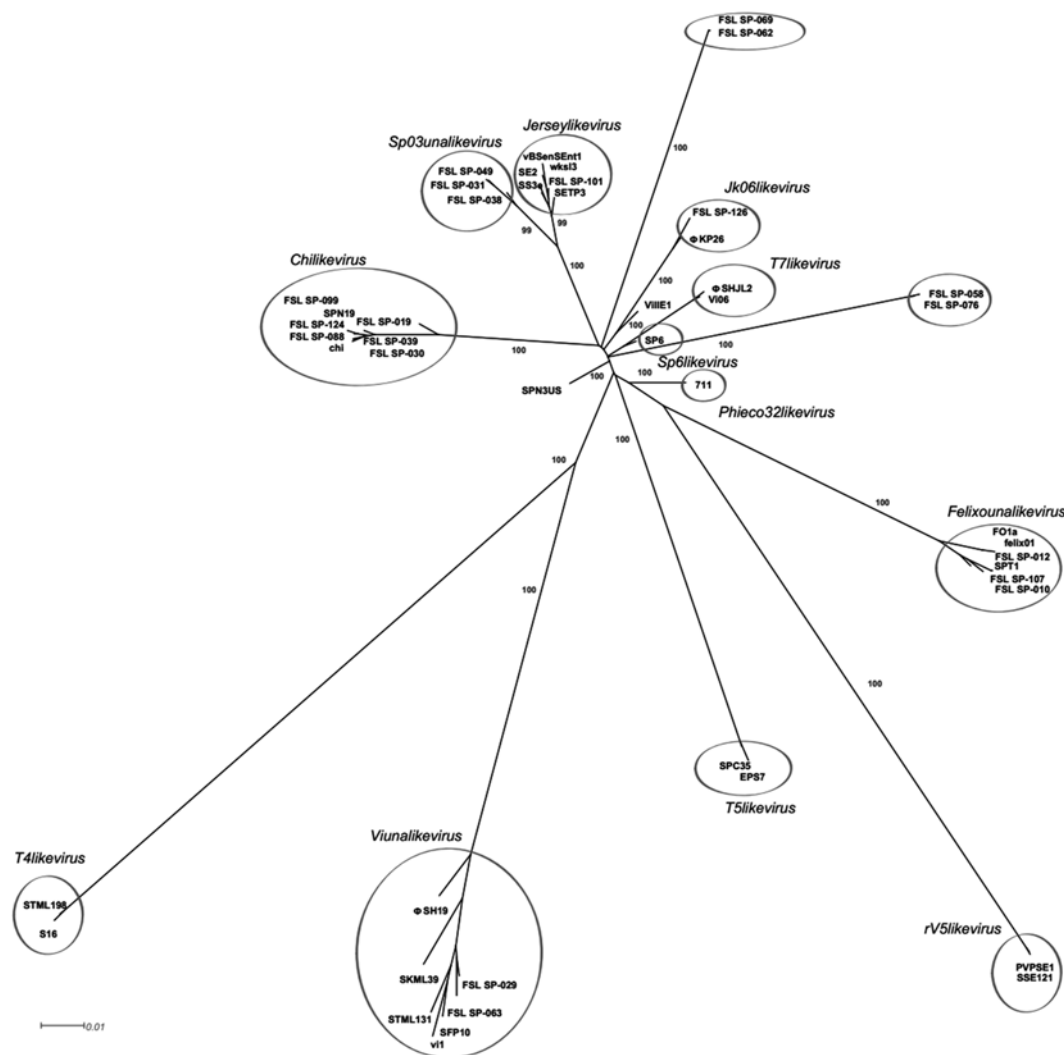 FSL SP-069
FSL SP-062
100
Jerseylikevirus
Sp03unalikevirus
vBSenSEnt1
wksl3
SE2
FSL SP-101
SS3e
SETP3
FSL SP-049
FSL SP-031
FSL SP-038
99
99
100
Jk06likevirus
FSL SP-126
ΦKP26
100
T7likevirus
ΦSHJL2
Vi06
ViIIE1
100
FSL SP-058
FSL SP-076
100
Chilikevirus
FSL SP-099
SPN19
FSL SP-124
FSL SP-019
FSL SP-088
FSL SP-039
chi
FSL SP-030
100
SP6
Sp6likevirus
SPN3US
100
100
711
Phieco32likevirus
100
100
100
Felixounalikevirus
FO1a
felix01
FSL SP-012
SPT1
FSL SP-107
FSL SP-010
100
100
SPC35
EPS7
T5likevirus
T4likevirus
STML198
S16
Viunalikevirus
ΦSH19
SKML39
FSL SP-029
STML131
FSL SP-063
SFP10
vi1
rV5likevirus
PVPSE1
SSE121
0.01